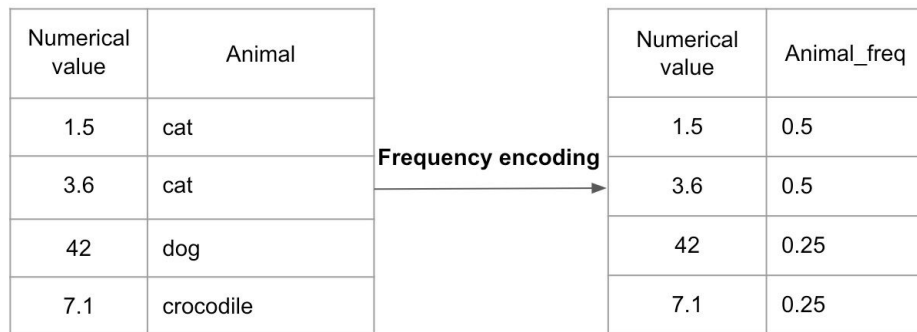 Numerical
value
Animal
1.5
cat
3.6
cat
42
dog
7.1
crocodile
Frequency encoding
Numerical
value
Animal_freq
1.5
0.5
3.6
0.5
42
0.25
7.1
0.25